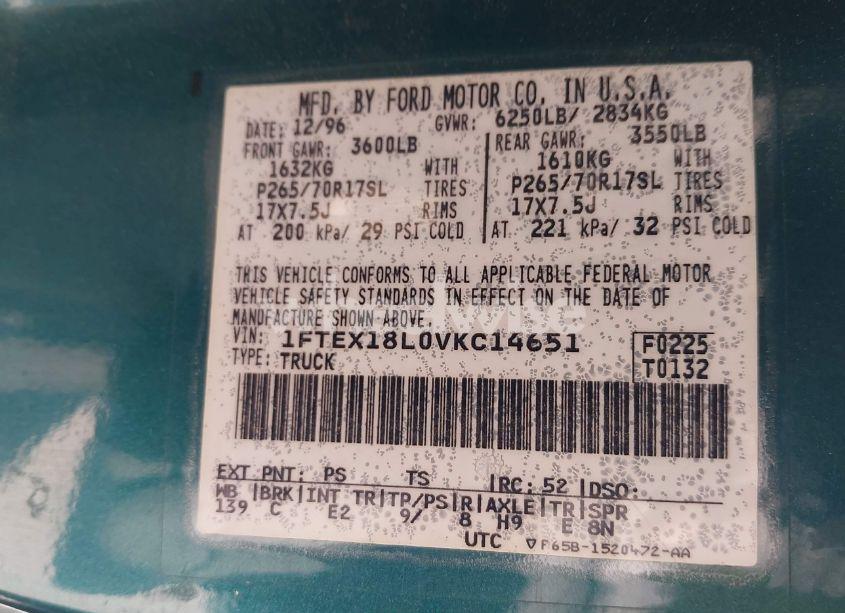 MFD. BY FORD MOTOR CO. IN U.S.A.
DATE: 12/96 GVWR: 6250LB/ 2834KG
FRONT GAWR: 3600LB REAR GAWR: 3550LB
1632KG WITH 1610KG WITH
P265/70R17SL TIRES P265/70R17SL TIRES
17X7.5J RIMS 17X7.5J RIMS
AT 200 kPa/ 29 PSI COLD AT 221 kPa/ 32 PSI COLD
THIS VEHICLE CONFORMS TO ALL APPLICABLE FEDERAL MOTOR
VEHICLE SAFETY STANDARDS IN EFFECT ON THE DATE OF
MANUFACTURE SHOWN ABOVE.
VIN: 1FTEX18L0VKC14651 F0225
TYPE: TRUCK T0132
EXT PNT: PS TS RC: 52 DSO:
WB BRK INT TR TP/PS R AXLE TR SPR
139 C E2 9/ 8 H9 E 8N
UTC F65B-1520472-AA